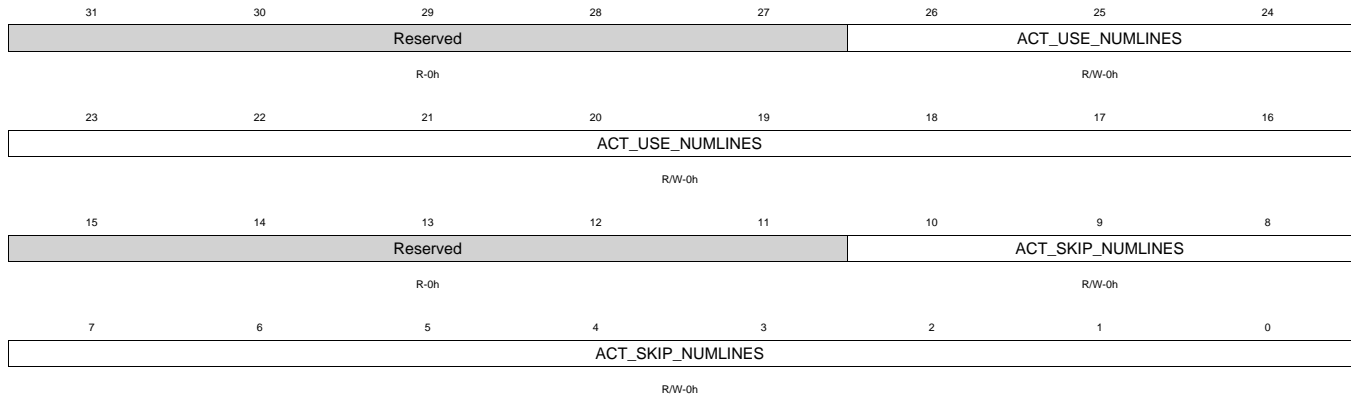 31 30 29 28 27 26 25 24
Reserved ACT_USE_NUMLINES
R-0h R/W-0h
23 22 21 20 19 18 17 16
ACT_USE_NUMLINES
R/W-0h
15 14 13 12 11 10 9 8
Reserved ACT_SKIP_NUMLINES
R-0h R/W-0h
7 6 5 4 3 2 1 0
ACT_SKIP_NUMLINES
R/W-0h